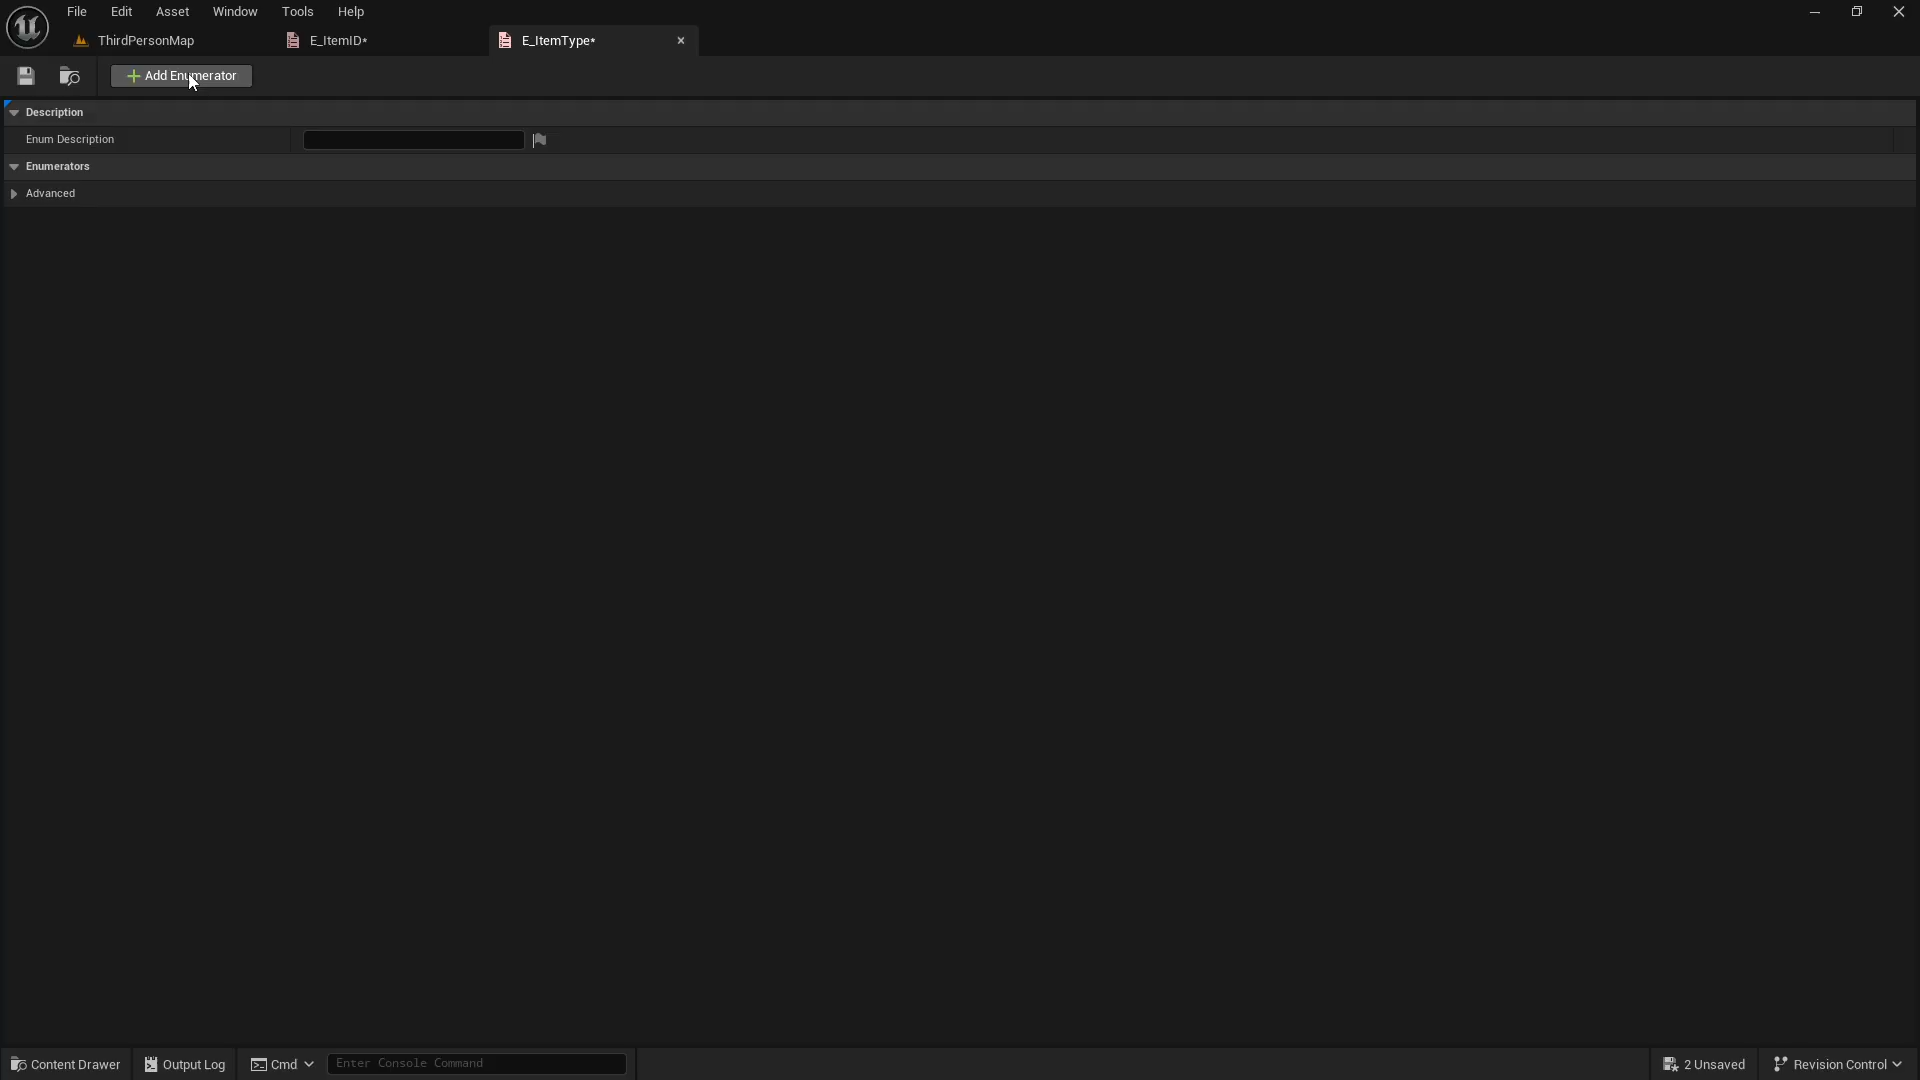 File Edit Asset Window Tools Help
ThirdPersonMap E_ItemID* E_ItemType*
Add Enumerator
Description
Enum Description
Enumerators
Advanced
Content Drawer Output Log Cmd Enter Console Command 2 Unsaved Revision Control